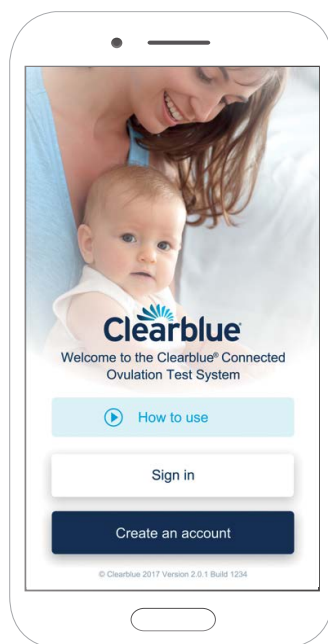 Clearblue
Welcome to the Clearblue® Connected
Ovulation Test System
How to use
Sign in
Create an account
© Clearblue 2017 Version 2.0.1 Build 1234